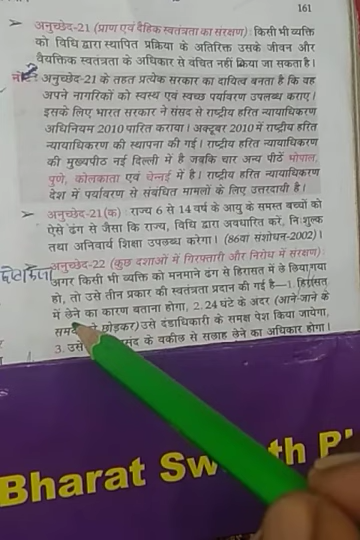 161
➤ अनुच्छेद-21 (प्राण एवं दैहिक स्वतंत्रता का संरक्षण): किसी भी व्यक्ति
को विधि द्वारा स्थापित प्रक्रिया के अतिरिक्त उसके जीवन और
वैयक्तिक स्वतंत्रता के अधिकार से वंचित नहीं किया जा सकता है।
नोट: अनुच्छेद-21 के तहत प्रत्येक सरकार का दायित्व बनता है कि वह
अपने नागरिकों को स्वस्थ एवं स्वच्छ पर्यावरण उपलब्ध कराए।
इसके लिए भारत सरकार ने संसद से राष्ट्रीय हरित न्यायाधिकरण
अधिनियम 2010 पारित कराया। अक्टूबर 2010 में राष्ट्रीय हरित
न्यायाधिकरण की स्थापना की गई। राष्ट्रीय हरित न्यायाधिकरण
की मुख्यपीठ नई दिल्ली में है जबकि चार अन्य पीठें भोपाल,
पुणे, कोलकाता एवं चेन्नई में है। राष्ट्रीय हरित न्यायाधिकरण
देश में पर्यावरण से संबंधित मामलों के लिए उत्तरदायी है।
➤ अनुच्छेद-21(क) राज्य 6 से 14 वर्ष के आयु के समस्त बच्चों को
ऐसे ढंग से जैसा कि राज्य, विधि द्वारा अवधारित करें, निःशुल्क
तथा अनिवार्य शिक्षा उपलब्ध करेगा। (86वां संशोधन-2002)।
अनुच्छेद-22 (कुछ दशाओं में गिरफ्तारी और निरोध में संरक्षण):
अगर किसी भी व्यक्ति को मनमाने ढंग से हिरासत में ले लिया गया
हो, तो उसे तीन प्रकार की स्वतंत्रता प्रदान की गई है—1. हिरासत
में लेने का कारण बताना होगा, 2. 24 घंटे के अंदर (आने-जाने के
छोड़कर) उसे दंडाधिकारी के समक्ष पेश किया जायेगा,
3. के वकील से सलाह लेने का अधिकार होगा।
Bharat Sw